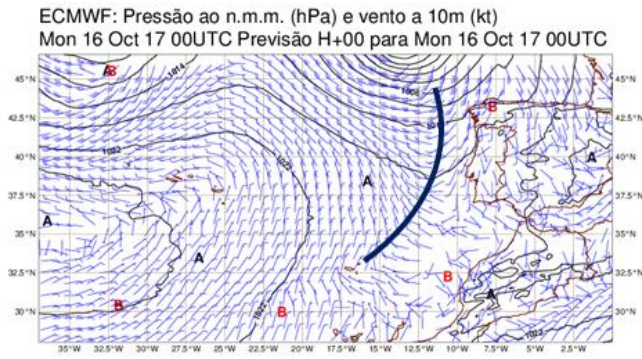 ECMWF: Pressão ao n.m.m. (hPa) e vento a 10m (kt)
Mon 16 Oct 17 00UTC Previsão H+00 para Mon 16 Oct 17 00UTC
A B B
45°N 1014 1006
1022 1022
40°N A A
37.5°N
A
35°N
A B
32.5°N A
B B
30°N 1022 1022
35°W 32.5°W 30°W 27.5°W 25°W 22.5°W 20°W 17.5°W 15°W 12.5°W 10°W 7.5°W 5°W 2.5°W